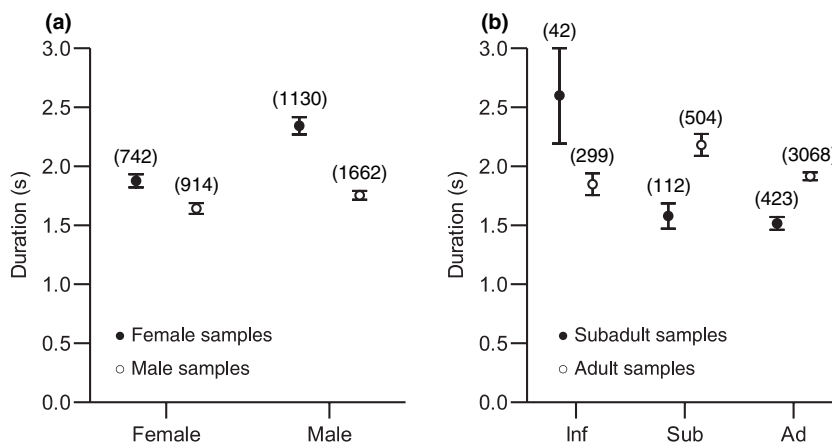 (a)
3.0
2.5
2.0
1.5
1.0
0.5
0.0
Duration (s)
(742)
(914)
(1130)
(1662)
Female samples
Male samples
Female
Male
(b)
3.0
2.5
2.0
1.5
1.0
0.5
0.0
Duration (s)
(42)
(299)
(112)
(504)
(423)
(3068)
Subadult samples
Adult samples
Inf
Sub
Ad